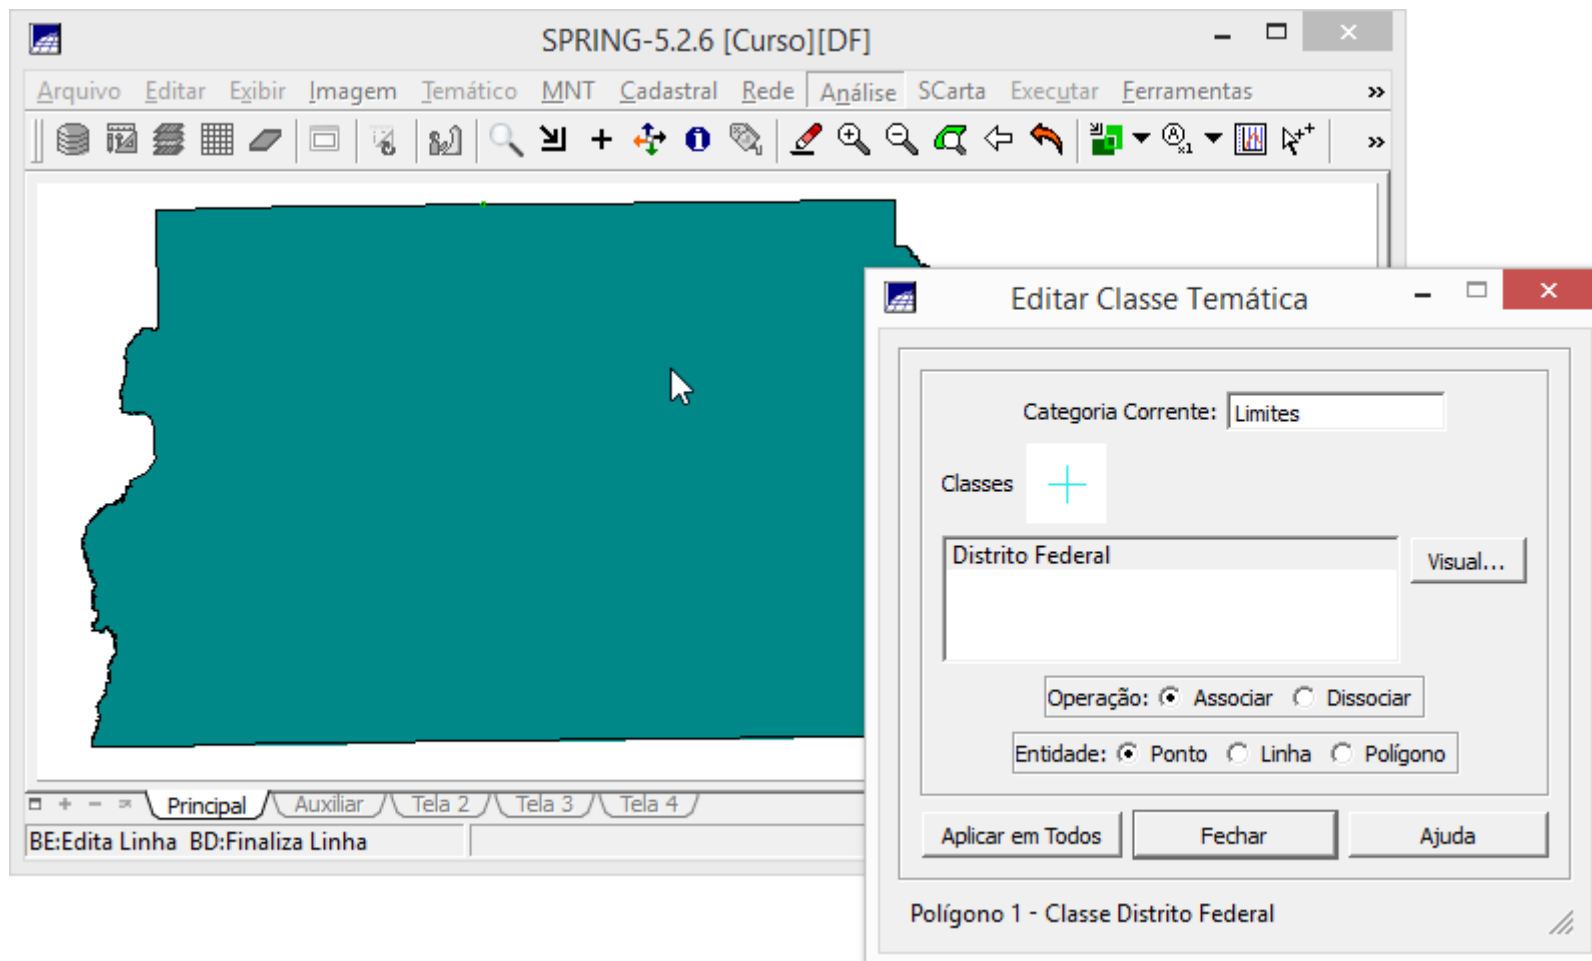 SPRING-5.2.6 [Curso][DF]
Arquivo Editar Exibir Imagem Temático MNT Cadastral Rede Análise SCarta Executar Ferramentas »
»
Editar Classe Temática
Categoria Corrente: Limites
Classes
Distrito Federal
Visual...
Operação: Associar Dissociar
Entidade: Ponto Linha Polígono
Aplicar em Todos Fechar Ajuda
Polígono 1 - Classe Distrito Federal
Principal Auxiliar Tela 2 Tela 3 Tela 4
BE:Edita Linha BD:Finaliza Linha